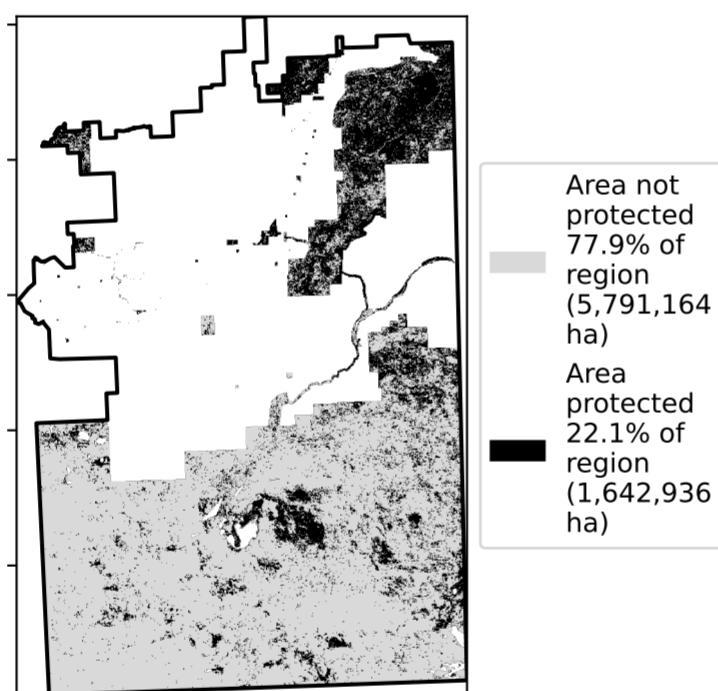 Area not
protected
77.9% of
region
(5,791,164
ha)
Area
protected
22.1% of
region
(1,642,936
ha)